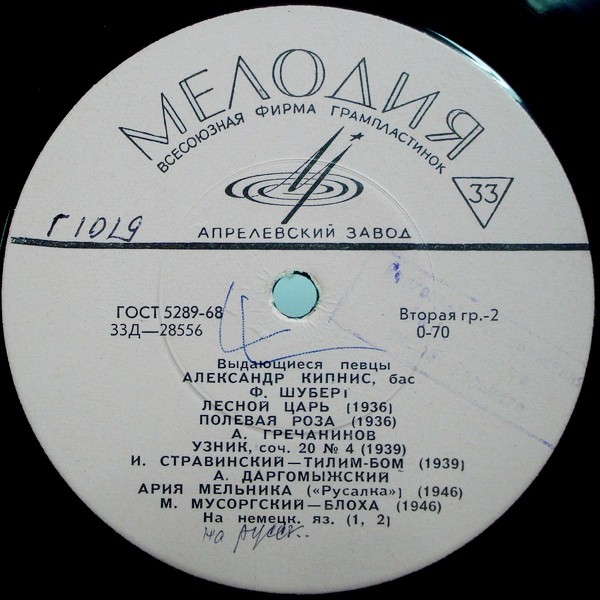 МЕЛОДИЯ
ВСЕСОЮЗНАЯ ФИРМА ГРАМПЛАСТИНОК
33
АПРЕЛЕВСКИЙ ЗАВОД
Г 1019
ГОСТ 5289-68
33Д—28556
Вторая гр.-2
0-70
Выдающиеся певцы
АЛЕКСАНДР КИПНИС, бас
Ф. ШУБЕРТ
ЛЕСНОЙ ЦАРЬ (1936)
ПОЛЕВАЯ РОЗА (1936)
А. ГРЕЧАНИНОВ
УЗНИК, соч. 20 № 4 (1939)
И. СТРАВИНСКИЙ—ТИЛИМ-БОМ (1939)
А. ДАРГОМЫЖСКИЙ
АРИЯ МЕЛЬНИКА («Русалка») (1946)
М. МУСОРГСКИЙ—БЛОХА (1946)
На немецк. яз. (1, 2)
на русск.